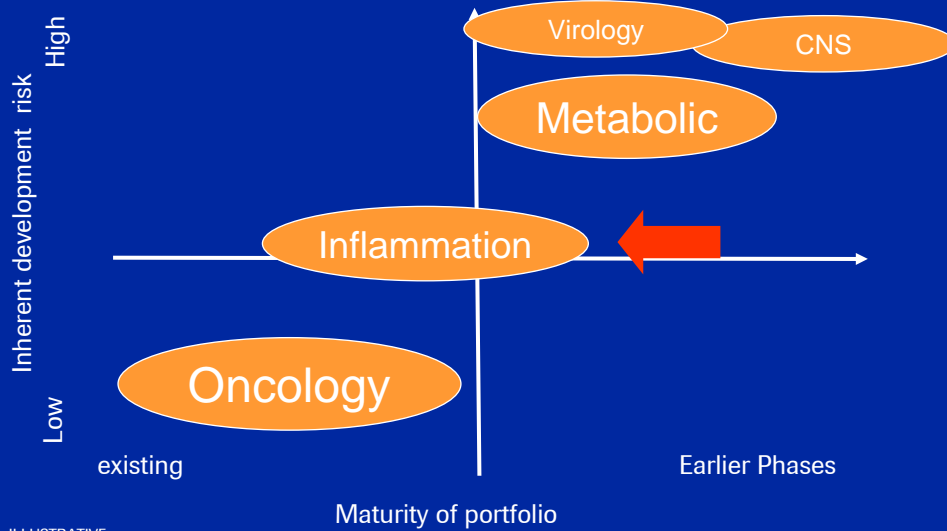 High
Inherent development risk
Low
Virology
CNS
Metabolic
Inflammation
Oncology
existing
Earlier Phases
Maturity of portfolio